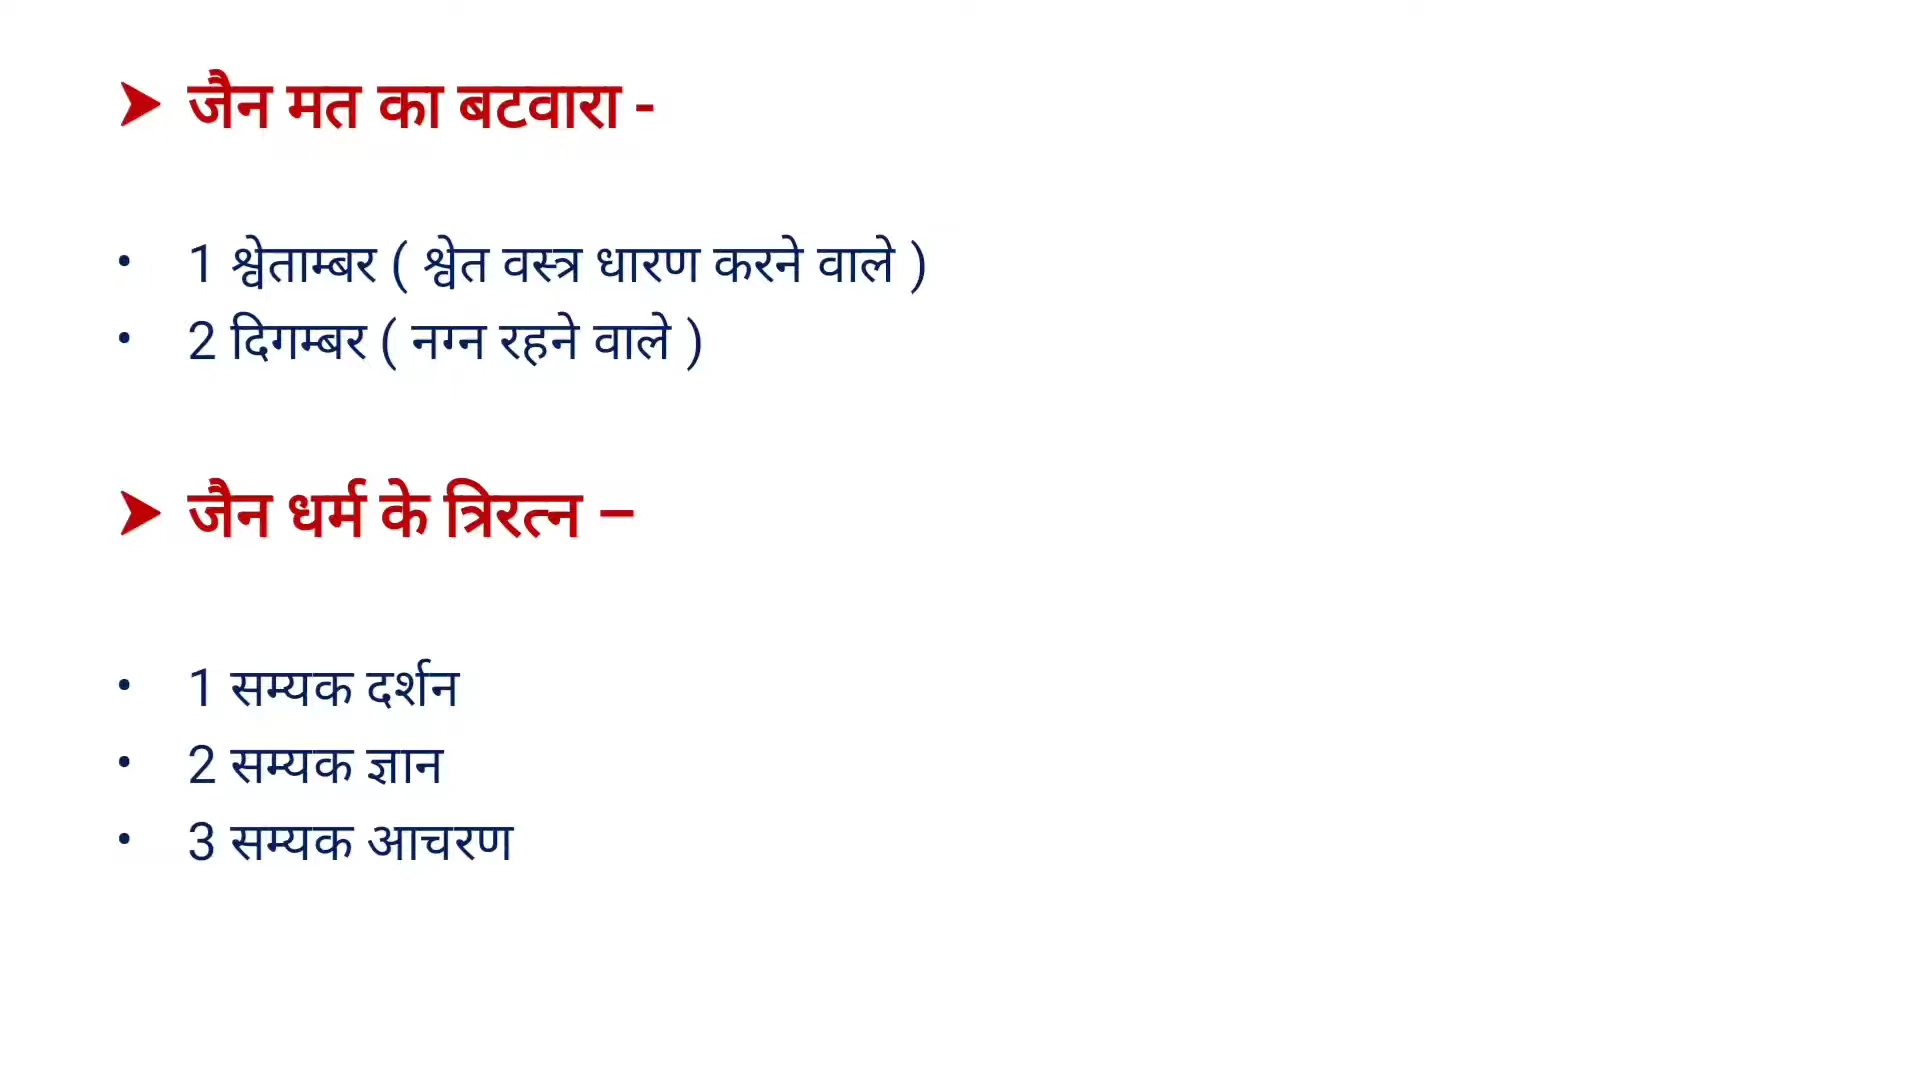 ➤ जैन मत का बटवारा -
• 1 श्वेताम्बर ( श्वेत वस्त्र धारण करने वाले )
• 2 दिगम्बर ( नग्न रहने वाले )
➤ जैन धर्म के त्रिरत्न –
• 1 सम्यक दर्शन
• 2 सम्यक ज्ञान
• 3 सम्यक आचरण